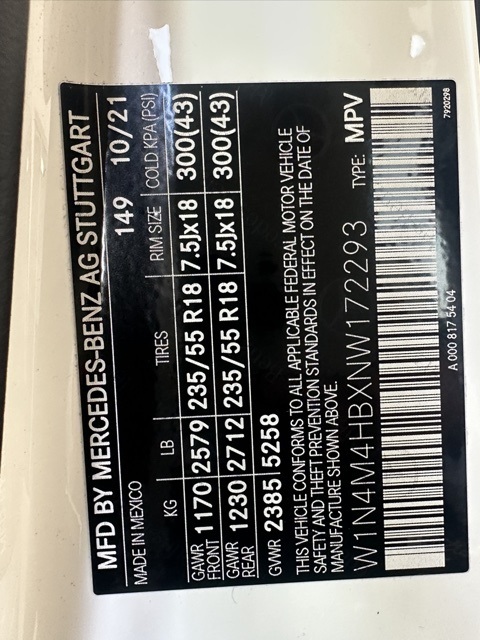 MFD BY MERCEDES-BENZ AG STUTTGART
MADE IN MEXICO 149 10/21
KG LB TIRES RIM SIZE COLD KPA (PSI)
GAWR FRONT 1170 2579 235/55 R18 7.5Jx18 300(43)
GAWR REAR 1230 2712 235/55 R18 7.5Jx18 300(43)
GVWR 2385 5258
THIS VEHICLE CONFORMS TO ALL APPLICABLE FEDERAL MOTOR VEHICLE
SAFETY AND THEFT PREVENTION STANDARDS IN EFFECT ON THE DATE OF
MANUFACTURE SHOWN ABOVE.
W1N4M4HBXNW172293 TYPE: MPV
A 000 817 54 04 7920298